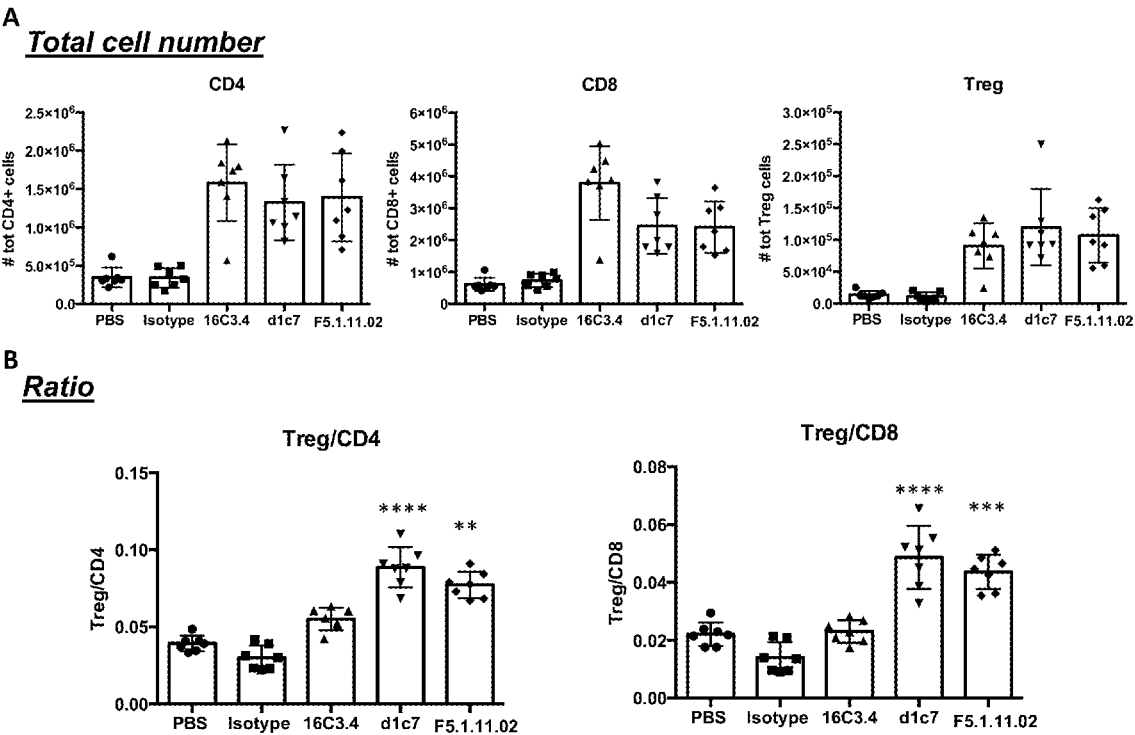 A
Total cell number
CD4
# tot CD4+ cells
2.5×10⁶
2.0×10⁶
1.5×10⁶
1.0×10⁶
5.0×10⁵
0.0
PBS Isotype 16C3.4 d1c7 F5.1.11.02
CD8
# tot CD8+ cells
6×10⁶
5×10⁶
4×10⁶
3×10⁶
2×10⁶
1×10⁶
0
PBS Isotype 16C3.4 d1c7 F5.1.11.02
Treg
# tot Treg cells
3.0×10⁵
2.5×10⁵
2.0×10⁵
1.5×10⁵
1.0×10⁵
5.0×10⁴
0.0
PBS Isotype 16C3.4 d1c7 F5.1.11.02
B
Ratio
Treg/CD4
Treg/CD4
0.15
0.10
0.05
0.00
****
**
PBS Isotype 16C3.4 d1c7 F5.1.11.02
Treg/CD8
Treg/CD8
0.08
0.06
0.04
0.02
0.00
****
***
PBS Isotype 16C3.4 d1c7 F5.1.11.02